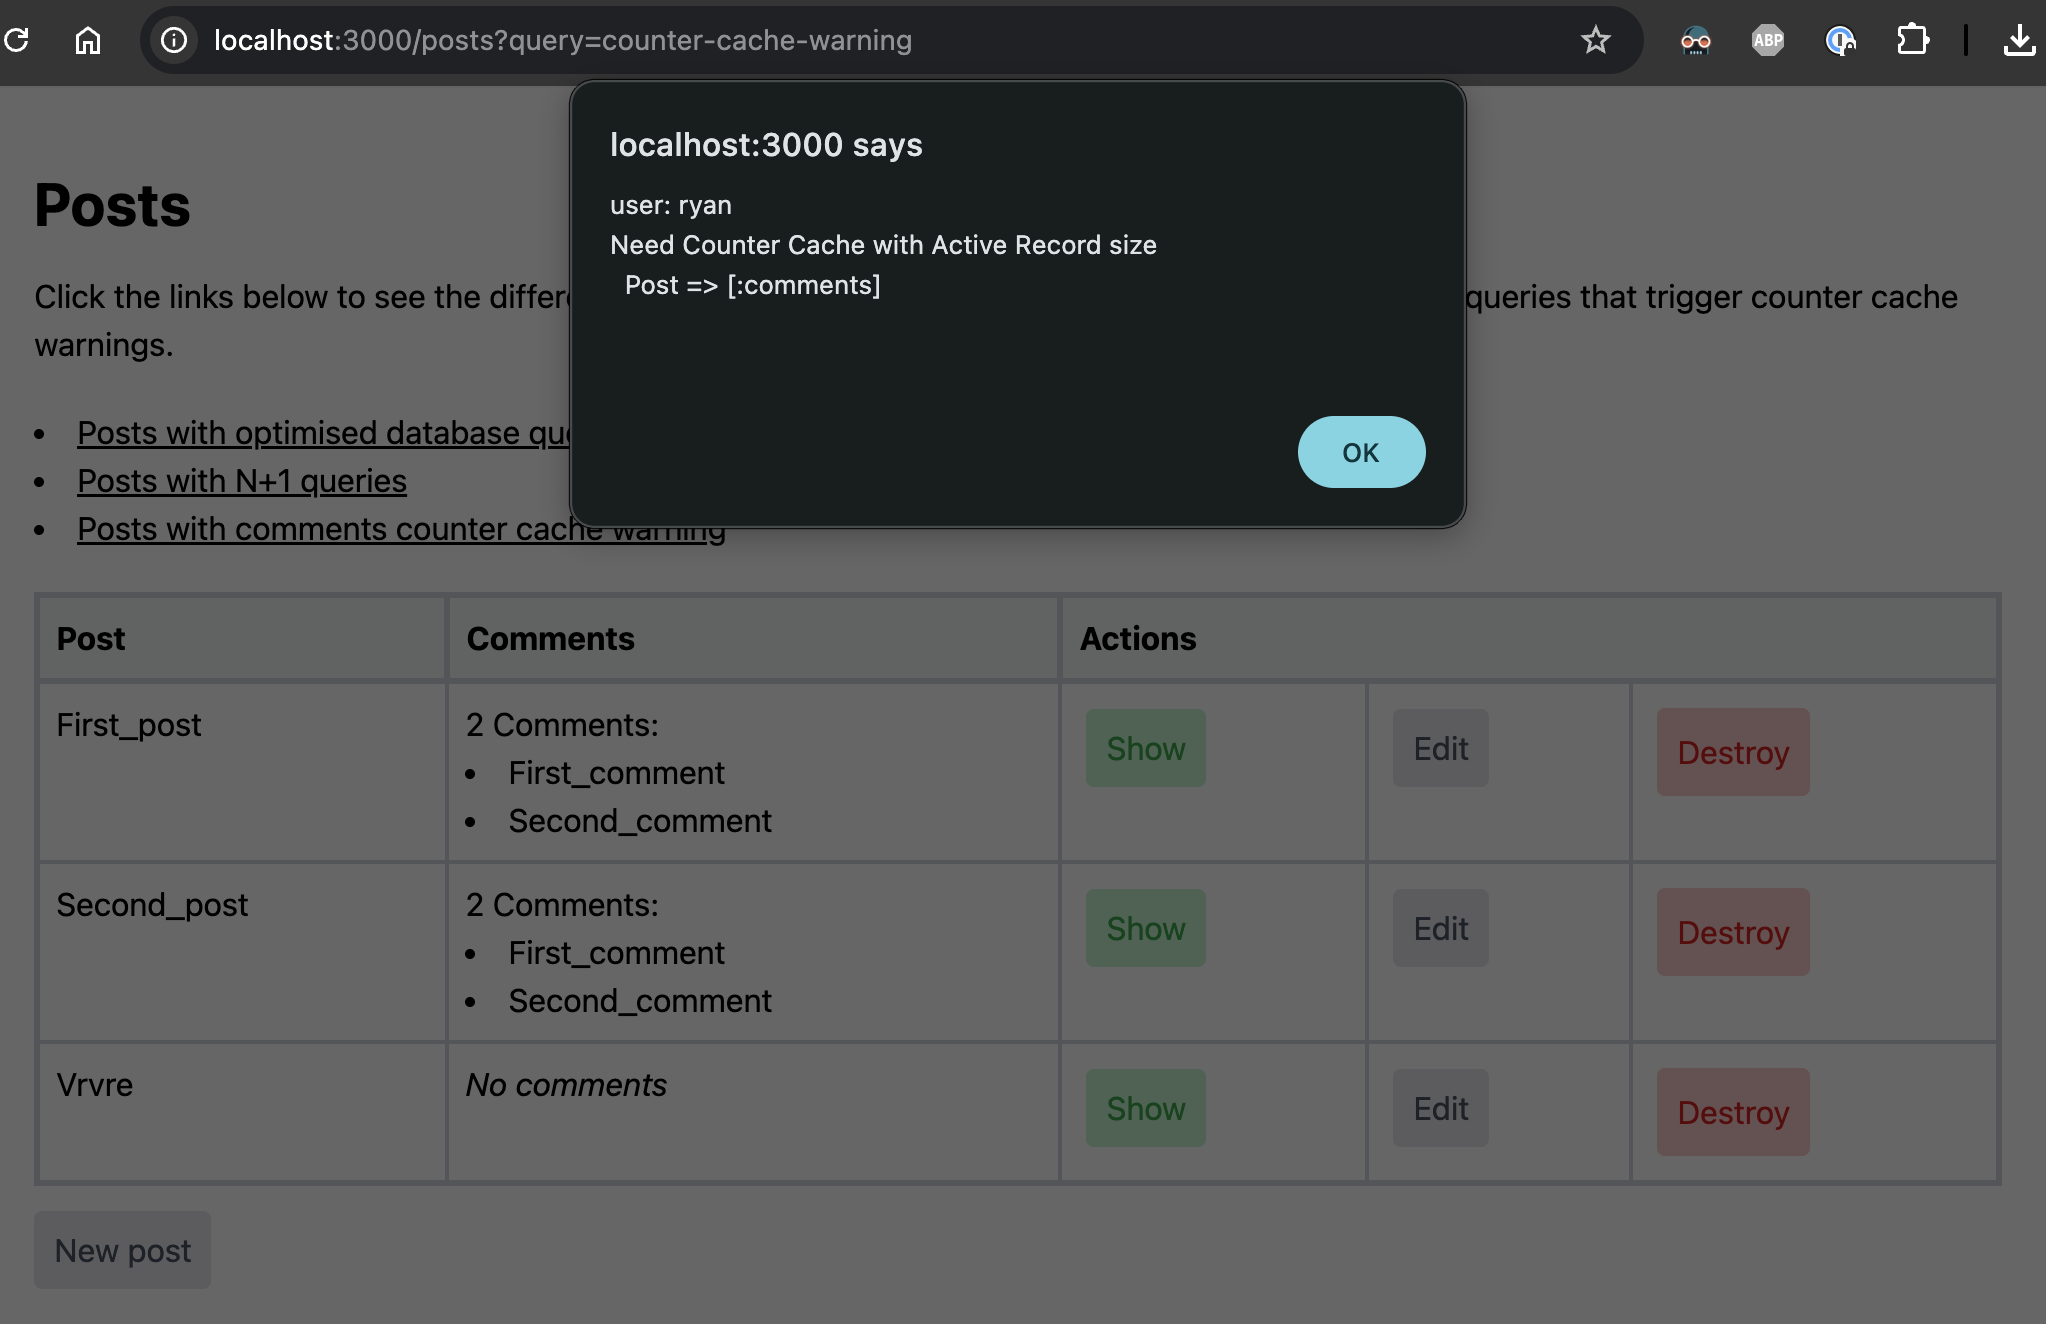 localhost:3000/posts?query=counter-cache-warning
ABP
localhost:3000 says
user: ryan
Need Counter Cache with Active Record size
Post => [:comments]
OK
Posts
Click the links below to see the differe queries that trigger counter cache
warnings.
Posts with optimised database que
Posts with N+1 queries
Posts with comments counter cache warning
Post Comments Actions
First_post 2 Comments: Show Edit Destroy
First_comment
Second_comment
Second_post 2 Comments: Show Edit Destroy
First_comment
Second_comment
Vrvre No comments Show Edit Destroy
New post